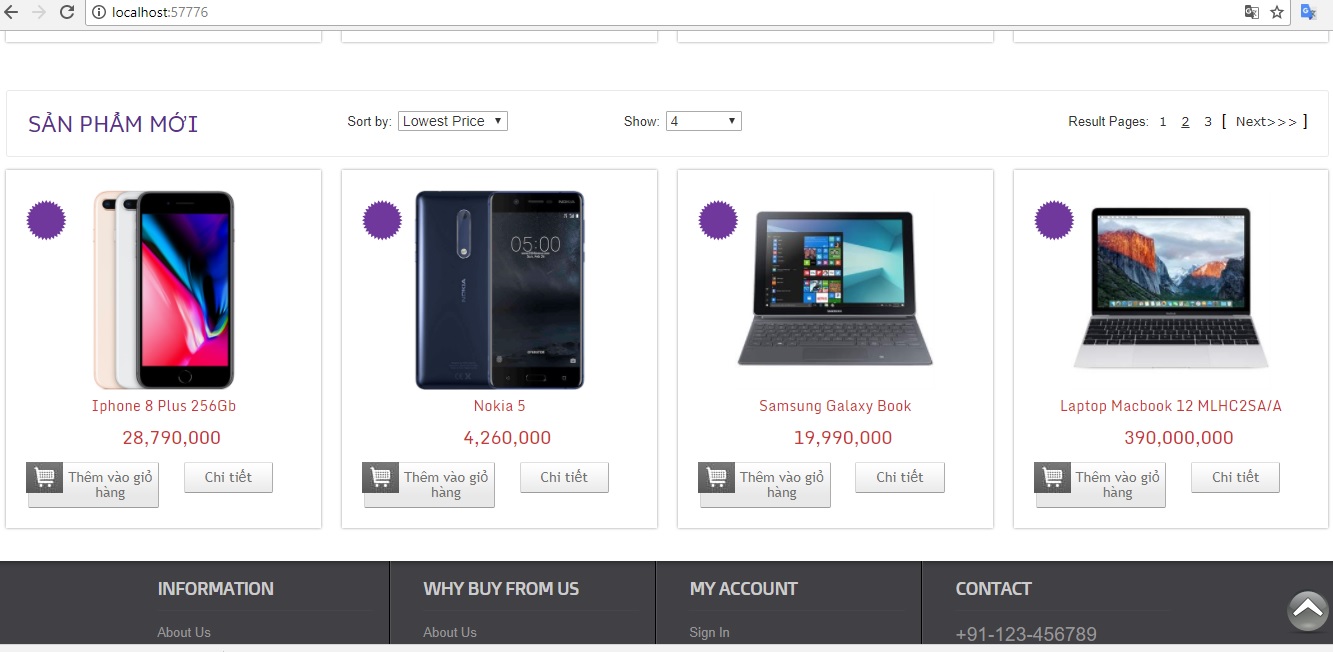 localhost:57776
SẢN PHẨM MỚI
Sort by: Lowest Price
Show: 4
Result Pages: 1 2 3 [ Next>>> ]
05:00
NOKIA
SAMSUNG
Iphone 8 Plus 256Gb
Nokia 5
Samsung Galaxy Book
Laptop Macbook 12 MLHC2SA/A
28,790,000
4,260,000
19,990,000
390,000,000
Thêm vào giỏ
hàng
Chi tiết
Thêm vào giỏ
hàng
Chi tiết
Thêm vào giỏ
hàng
Chi tiết
Thêm vào giỏ
hàng
Chi tiết
INFORMATION
WHY BUY FROM US
MY ACCOUNT
CONTACT
About Us
About Us
Sign In
+91-123-456789